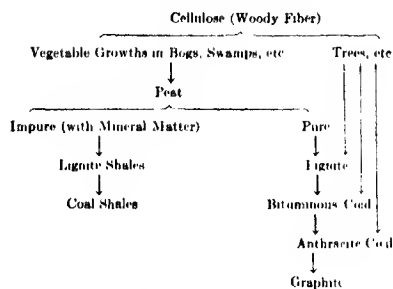 Cellulose (Woody Fiber)
Vegetable Growths in Bogs, Swamps, etc Trees, etc
Peat
Impure (with Mineral Matter) Pure
Lignite Shales Lignite
Coal Shales Bituminous Coal
Anthracite Coal
Graphite